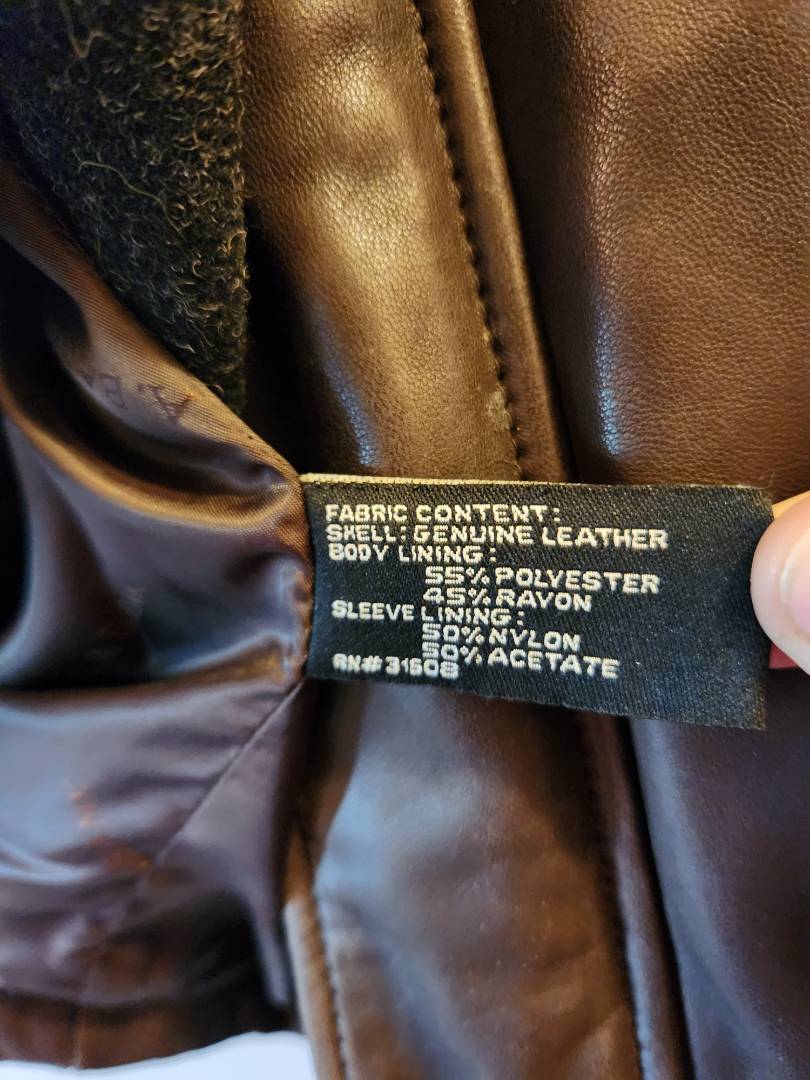 FABRIC CONTENT:
SHELL: GENUINE LEATHER
BODY LINING:
55% POLYESTER
45% RAYON
SLEEVE LINING:
50% NYLON
50% ACETATE
RN# 31608